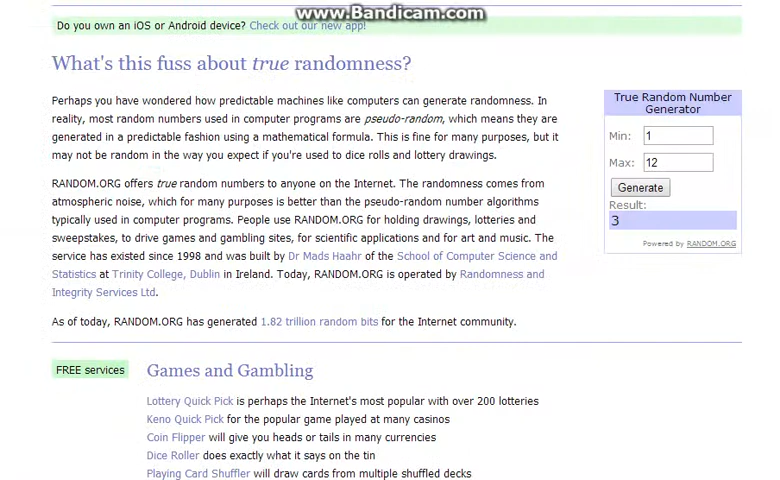 www.Bandicam.com
Do you own an iOS or Android device? Check out our new app!
What's this fuss about true randomness?
Perhaps you have wondered how predictable machines like computers can generate randomness. In
reality, most random numbers used in computer programs are pseudo-random, which means they are
generated in a predictable fashion using a mathematical formula. This is fine for many purposes, but it
may not be random in the way you expect if you're used to dice rolls and lottery drawings.
RANDOM.ORG offers true random numbers to anyone on the Internet. The randomness comes from
atmospheric noise, which for many purposes is better than the pseudo-random number algorithms
typically used in computer programs. People use RANDOM.ORG for holding drawings, lotteries and
sweepstakes, to drive games and gambling sites, for scientific applications and for art and music. The
service has existed since 1998 and was built by Dr Mads Haahr of the School of Computer Science and
Statistics at Trinity College, Dublin in Ireland. Today, RANDOM.ORG is operated by Randomness and
Integrity Services Ltd.
As of today, RANDOM.ORG has generated 1.82 trillion random bits for the Internet community.
True Random Number
Generator
Min: 1
Max: 12
Generate
Result:
3
Powered by RANDOM.ORG
FREE services
Games and Gambling
Lottery Quick Pick is perhaps the Internet's most popular with over 200 lotteries
Keno Quick Pick for the popular game played at many casinos
Coin Flipper will give you heads or tails in many currencies
Dice Roller does exactly what it says on the tin
Playing Card Shuffler will draw cards from multiple shuffled decks